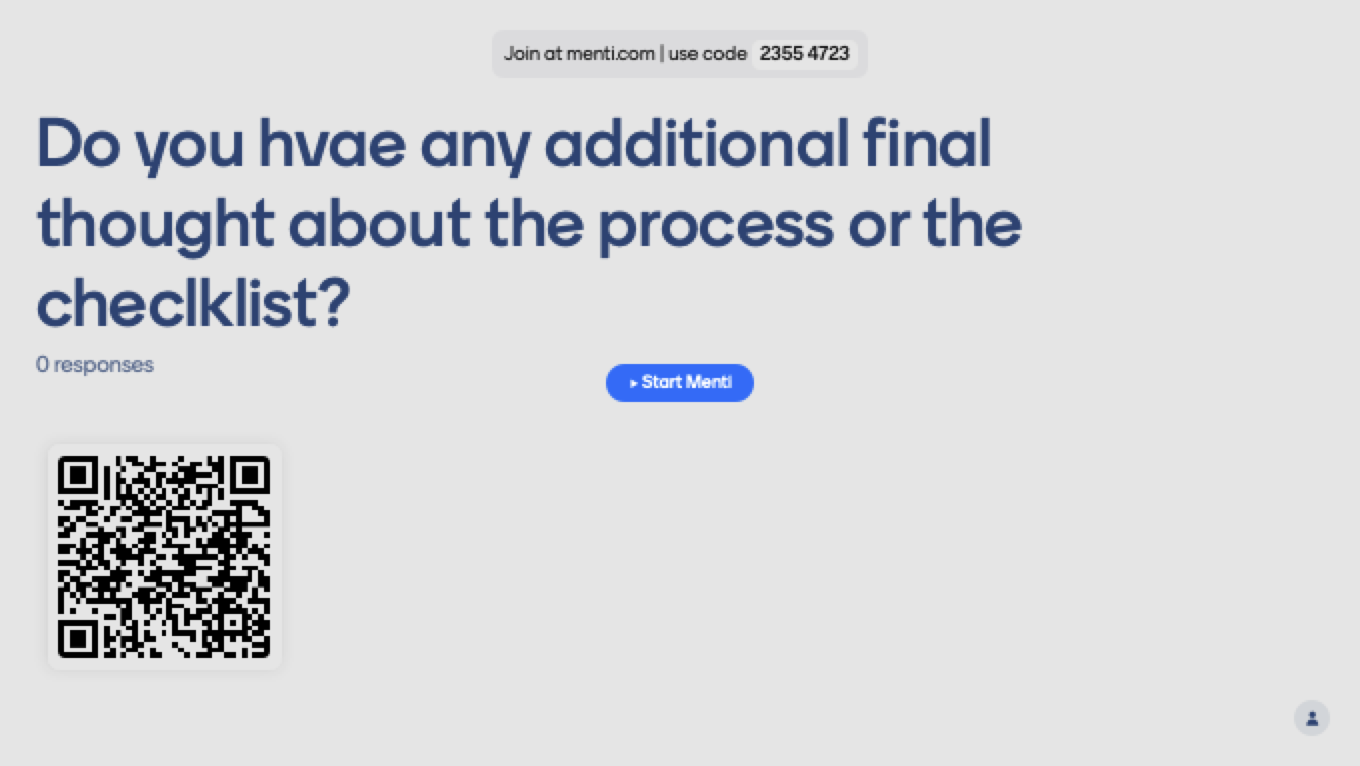 Join at menti.com | use code 2355 4723
Do you hvae any additional final
thought about the process or the
checlklist?
0 responses
Start Menti